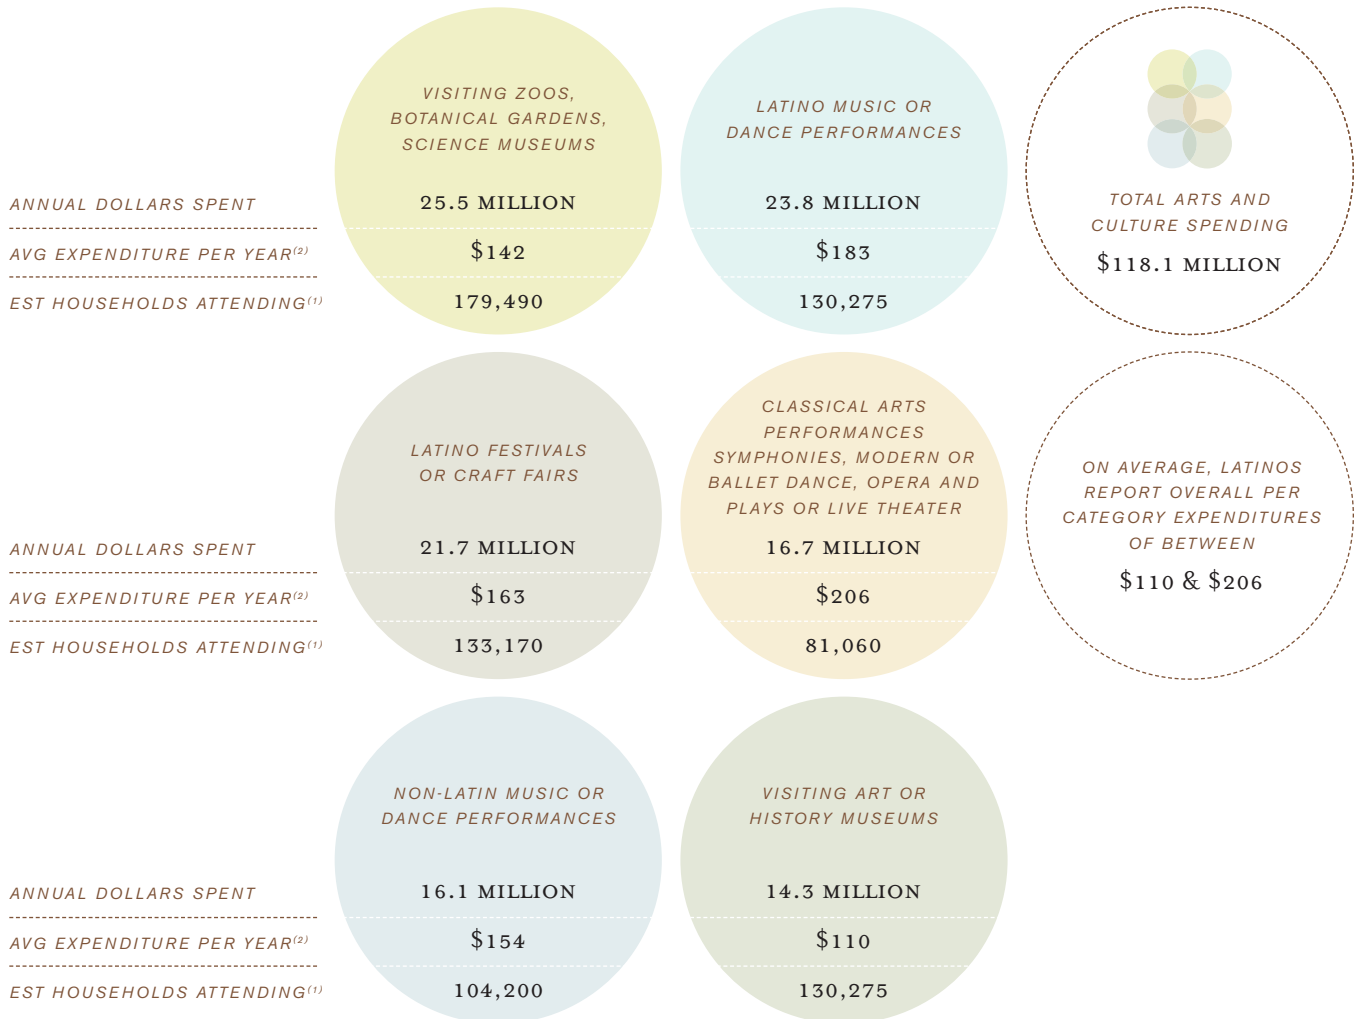 VISITING ZOOS,
BOTANICAL GARDENS,
SCIENCE MUSEUMS
LATINO MUSIC OR
DANCE PERFORMANCES
ANNUAL DOLLARS SPENT
25.5 MILLION
23.8 MILLION
AVG EXPENDITURE PER YEAR(2)
$142
$183
EST HOUSEHOLDS ATTENDING(1)
179,490
130,275
TOTAL ARTS AND
CULTURE SPENDING
$118.1 MILLION
LATINO FESTIVALS
OR CRAFT FAIRS
CLASSICAL ARTS
PERFORMANCES
SYMPHONIES, MODERN OR
BALLET DANCE, OPERA AND
PLAYS OR LIVE THEATER
ANNUAL DOLLARS SPENT
21.7 MILLION
16.7 MILLION
AVG EXPENDITURE PER YEAR(2)
$163
$206
EST HOUSEHOLDS ATTENDING(1)
133,170
81,060
ON AVERAGE, LATINOS
REPORT OVERALL PER
CATEGORY EXPENDITURES
OF BETWEEN
$110 & $206
NON-LATIN MUSIC OR
DANCE PERFORMANCES
VISITING ART OR
HISTORY MUSEUMS
ANNUAL DOLLARS SPENT
16.1 MILLION
14.3 MILLION
AVG EXPENDITURE PER YEAR(2)
$154
$110
EST HOUSEHOLDS ATTENDING(1)
104,200
130,275